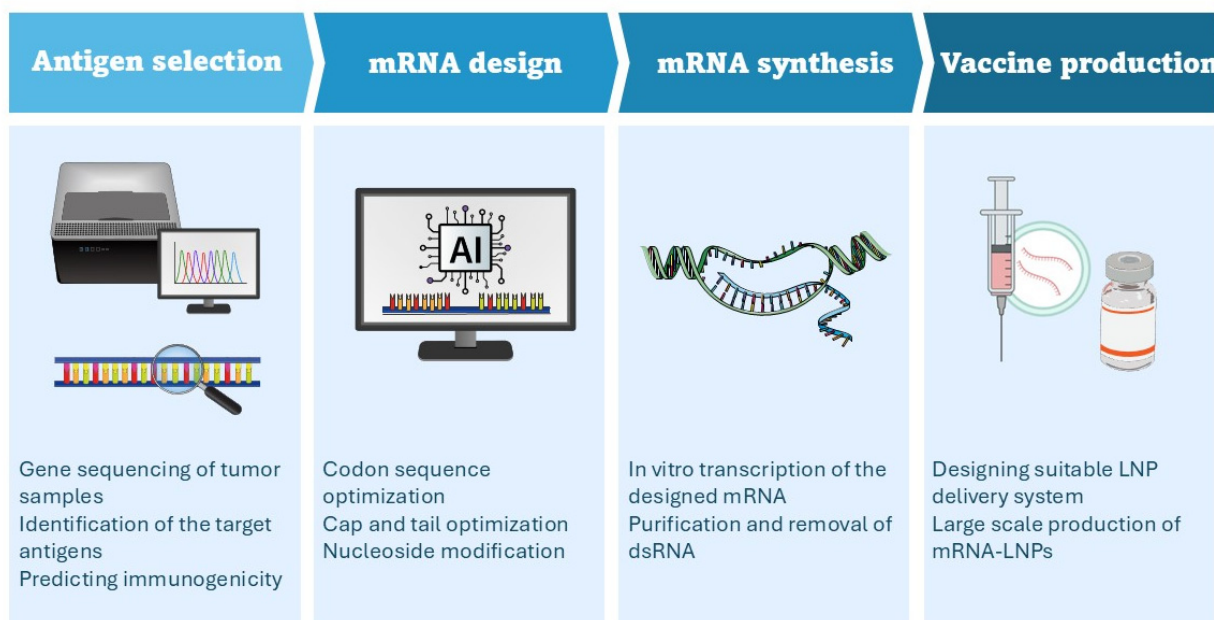 Antigen selection
mRNA design
mRNA synthesis
Vaccine production
AI
Gene sequencing of tumor
samples
Identification of the target
antigens
Predicting immunogenicity
Codon sequence
optimization
Cap and tail optimization
Nucleoside modification
In vitro transcription of the
designed mRNA
Purification and removal of
dsRNA
Designing suitable LNP
delivery system
Large scale production of
mRNA-LNPs